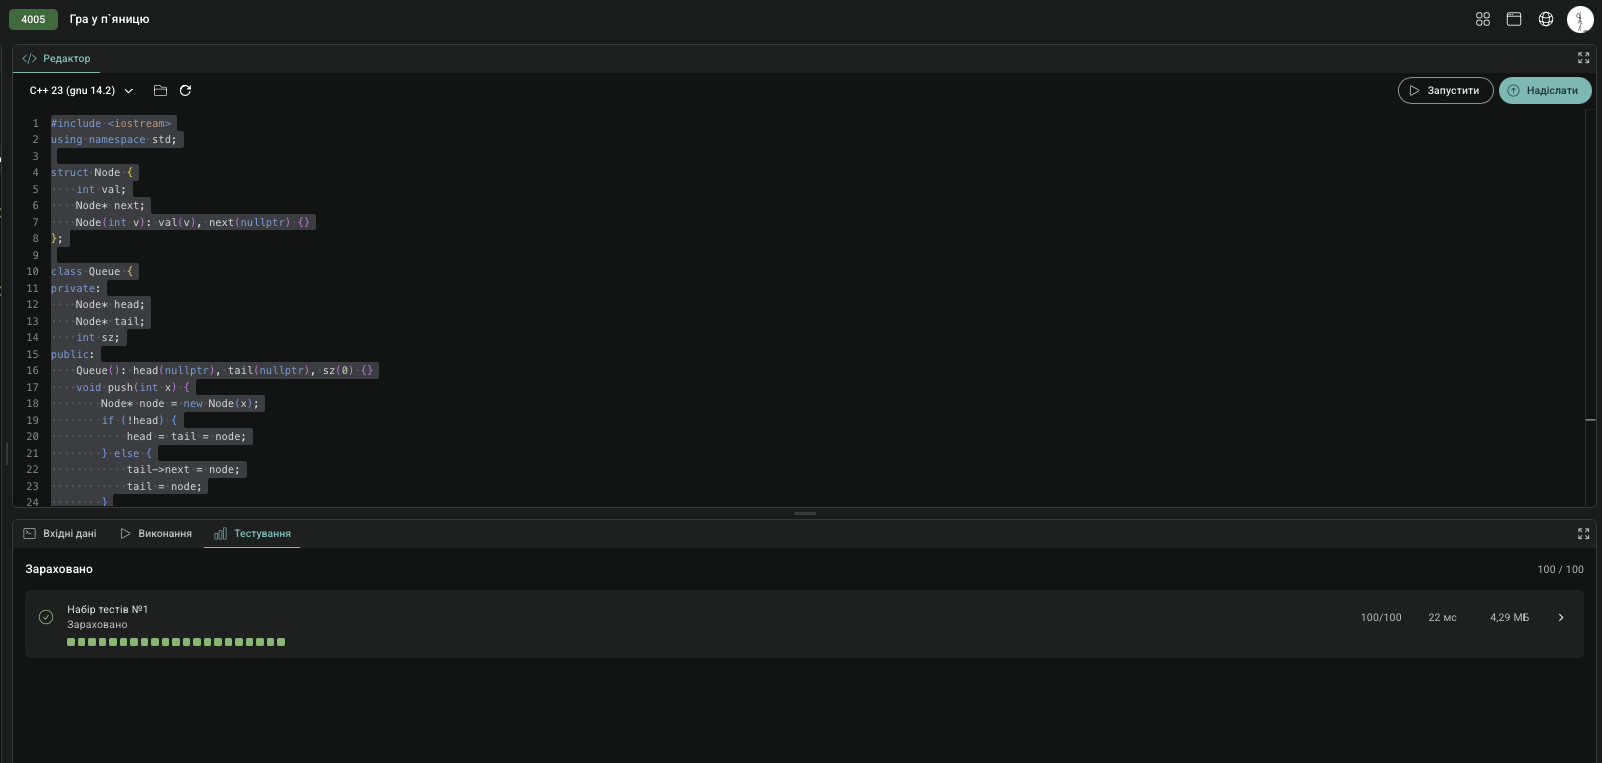 4005 Гра у п`яницю
Редактор
C++ 23 (gnu 14.2)
Запустити
Надіслати
1 #include <iostream>
2 using namespace std;
3
4 struct Node {
5     int val;
6     Node* next;
7     Node(int v): val(v), next(nullptr) {}
8 };
9
10 class Queue {
11 private:
12     Node* head;
13     Node* tail;
14     int sz;
15 public:
16     Queue(): head(nullptr), tail(nullptr), sz(0) {}
17     void push(int x) {
18         Node* node = new Node(x);
19         if (!head) {
20             head = tail = node;
21         } else {
22             tail->next = node;
23             tail = node;
24         }
Вхідні дані Виконання Тестування
Зараховано 100 / 100
Набір тестів №1
Зараховано
100/100 22 мс 4,29 МБ